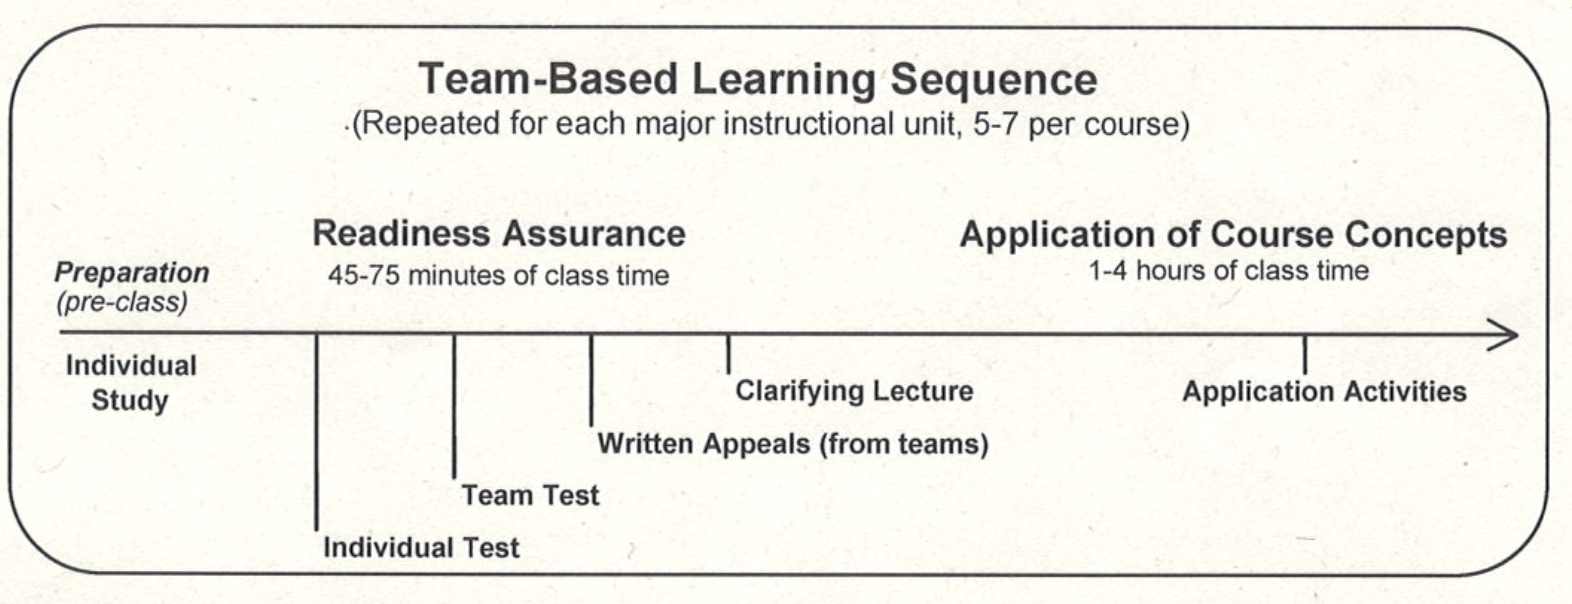 Team-Based Learning Sequence
(Repeated for each major instructional unit, 5-7 per course)
Readiness Assurance
45-75 minutes of class time
Application of Course Concepts
1-4 hours of class time
Preparation
(pre-class)
Individual
Study
Clarifying Lecture
Application Activities
Written Appeals (from teams)
Team Test
Individual Test